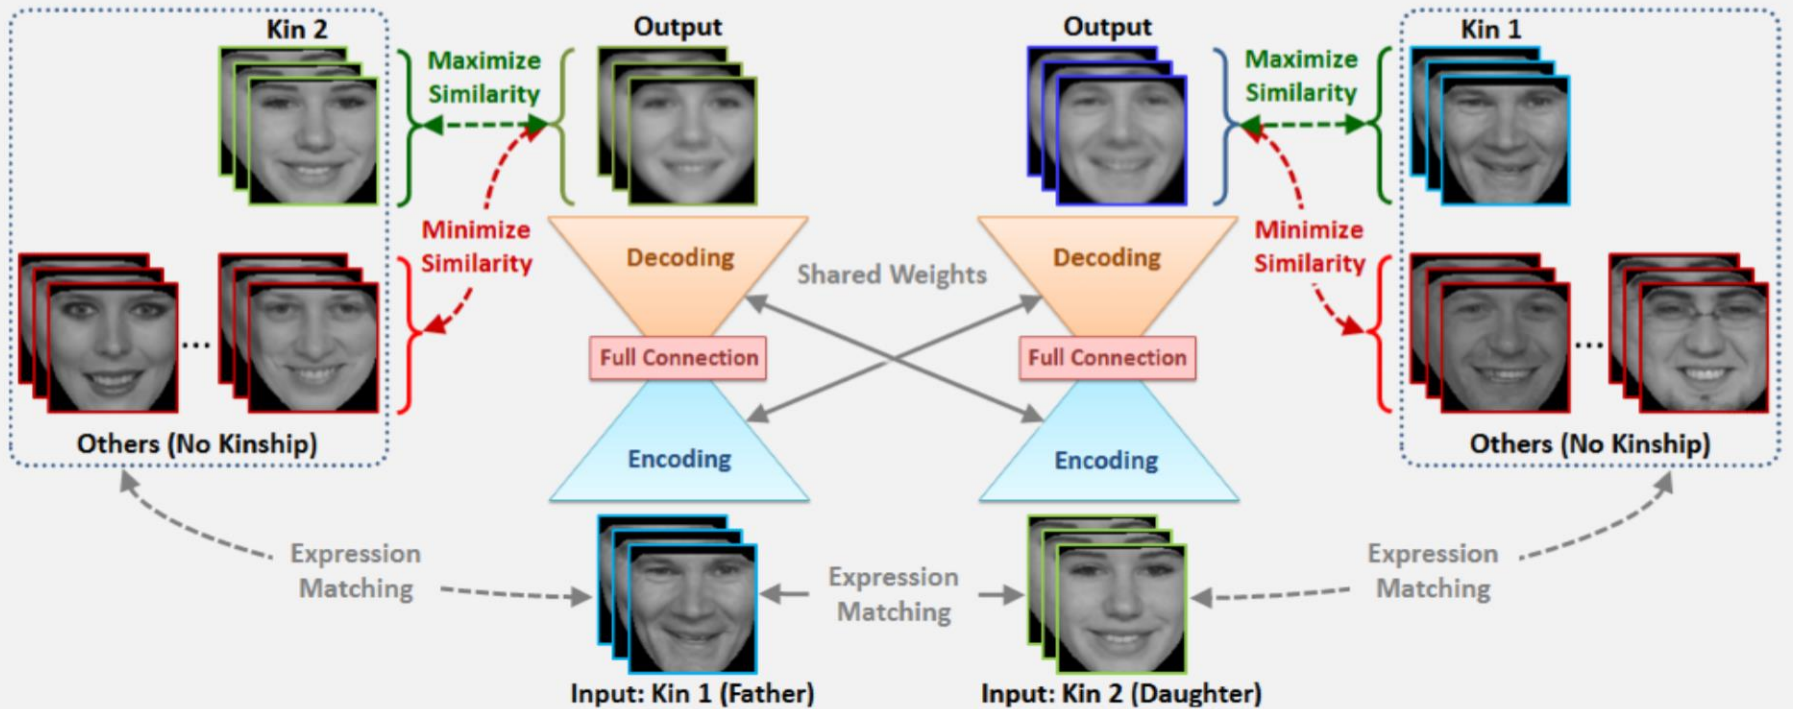 Kin 2
Output
Output
Kin 1
Maximize
Similarity
Maximize
Similarity
Minimize
Similarity
Minimize
Similarity
Decoding
Shared Weights
Decoding
...
...
Full Connection
Full Connection
Others (No Kinship)
Encoding
Encoding
Others (No Kinship)
Expression
Matching
Expression
Matching
Expression
Matching
Input: Kin 1 (Father)
Input: Kin 2 (Daughter)